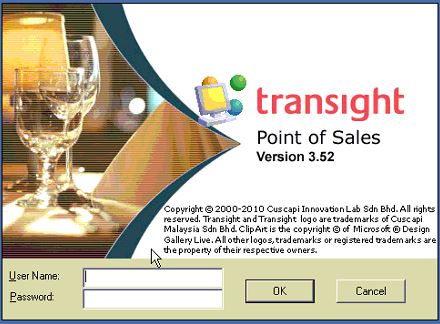 transight
Point of Sales
Version 3.52
Copyright © 2000-2010 Cuscapi Innovation Lab Sdn Bhd. All rights
reserved. Transight and Transight logo are trademarks of Cuscapi
Malaysia Sdn Bhd. ClipArt is the copyright © of Microsoft ® Design
Gallery Live. All other logos, trademarks or registered trademarks are
the property of their respective owners.
User Name:
Password:
OK
Cancel